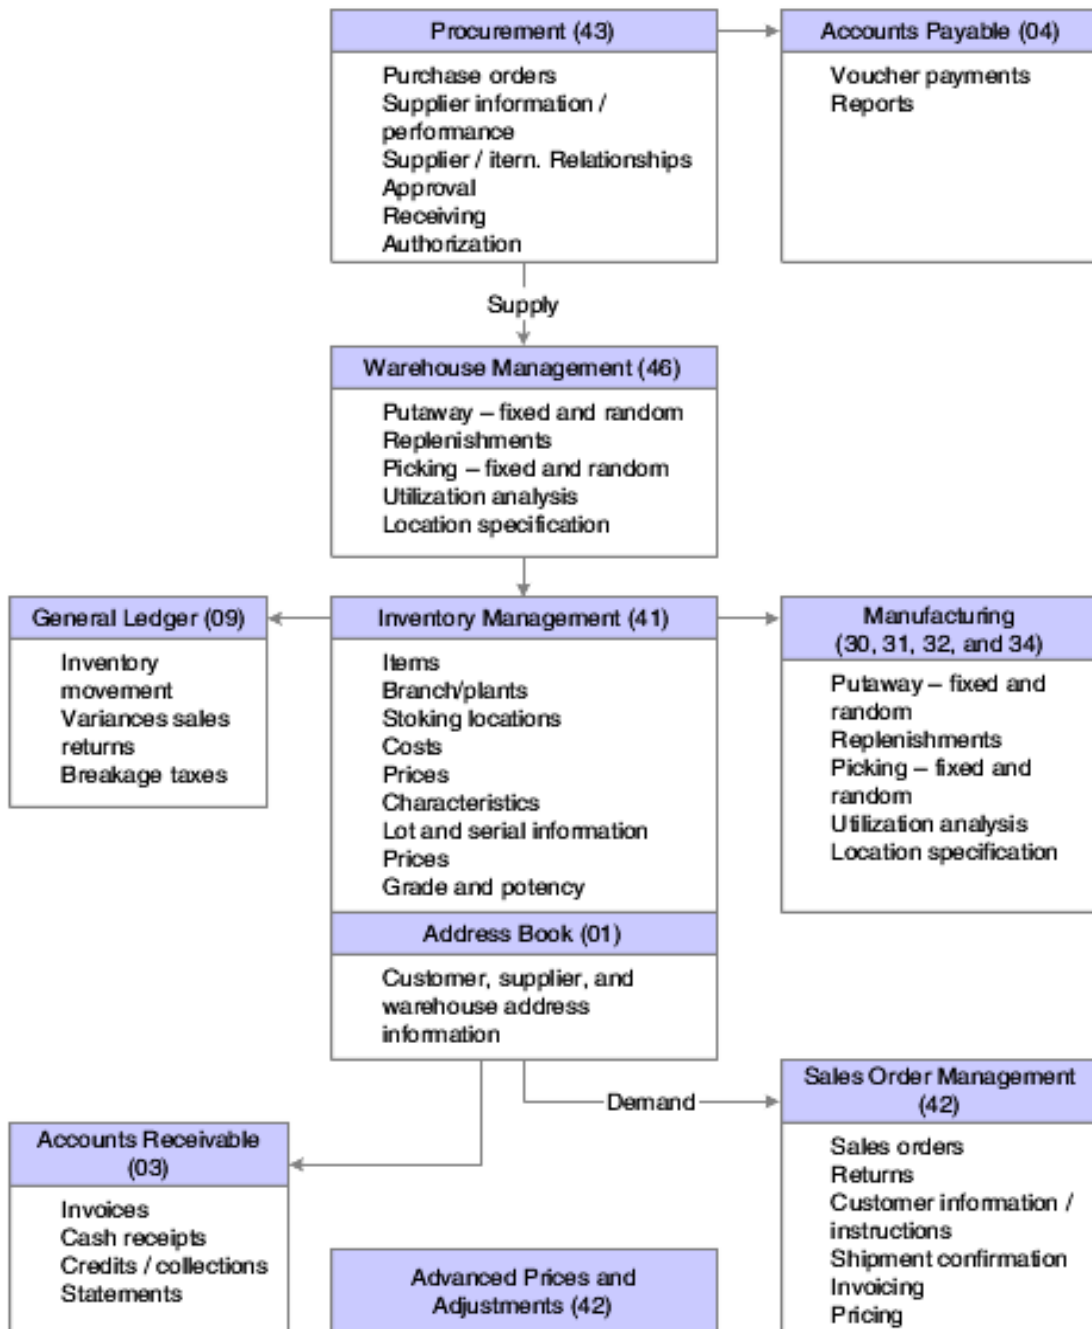 Procurement (43)
Purchase orders
Supplier information /
performance
Supplier / itern. Relationships
Approval
Receiving
Authorization
Accounts Payable (04)
Voucher payments
Reports
Supply
Warehouse Management (46)
Putaway – fixed and random
Replenishments
Picking – fixed and random
Utilization analysis
Location specification
General Ledger (09)
Inventory
movement
Variances sales
returns
Breakage taxes
Inventory Management (41)
Items
Branch/plants
Stoking locations
Costs
Prices
Characteristics
Lot and serial information
Prices
Grade and potency
Manufacturing
(30, 31, 32, and 34)
Putaway – fixed and
random
Replenishments
Picking – fixed and
random
Utilization analysis
Location specification
Address Book (01)
Customer, supplier, and
warehouse address
information
Demand
Sales Order Management
(42)
Sales orders
Returns
Customer information /
instructions
Shipment confirmation
Invoicing
Pricing
Accounts Receivable
(03)
Invoices
Cash receipts
Credits / collections
Statements
Advanced Prices and
Adjustments (42)